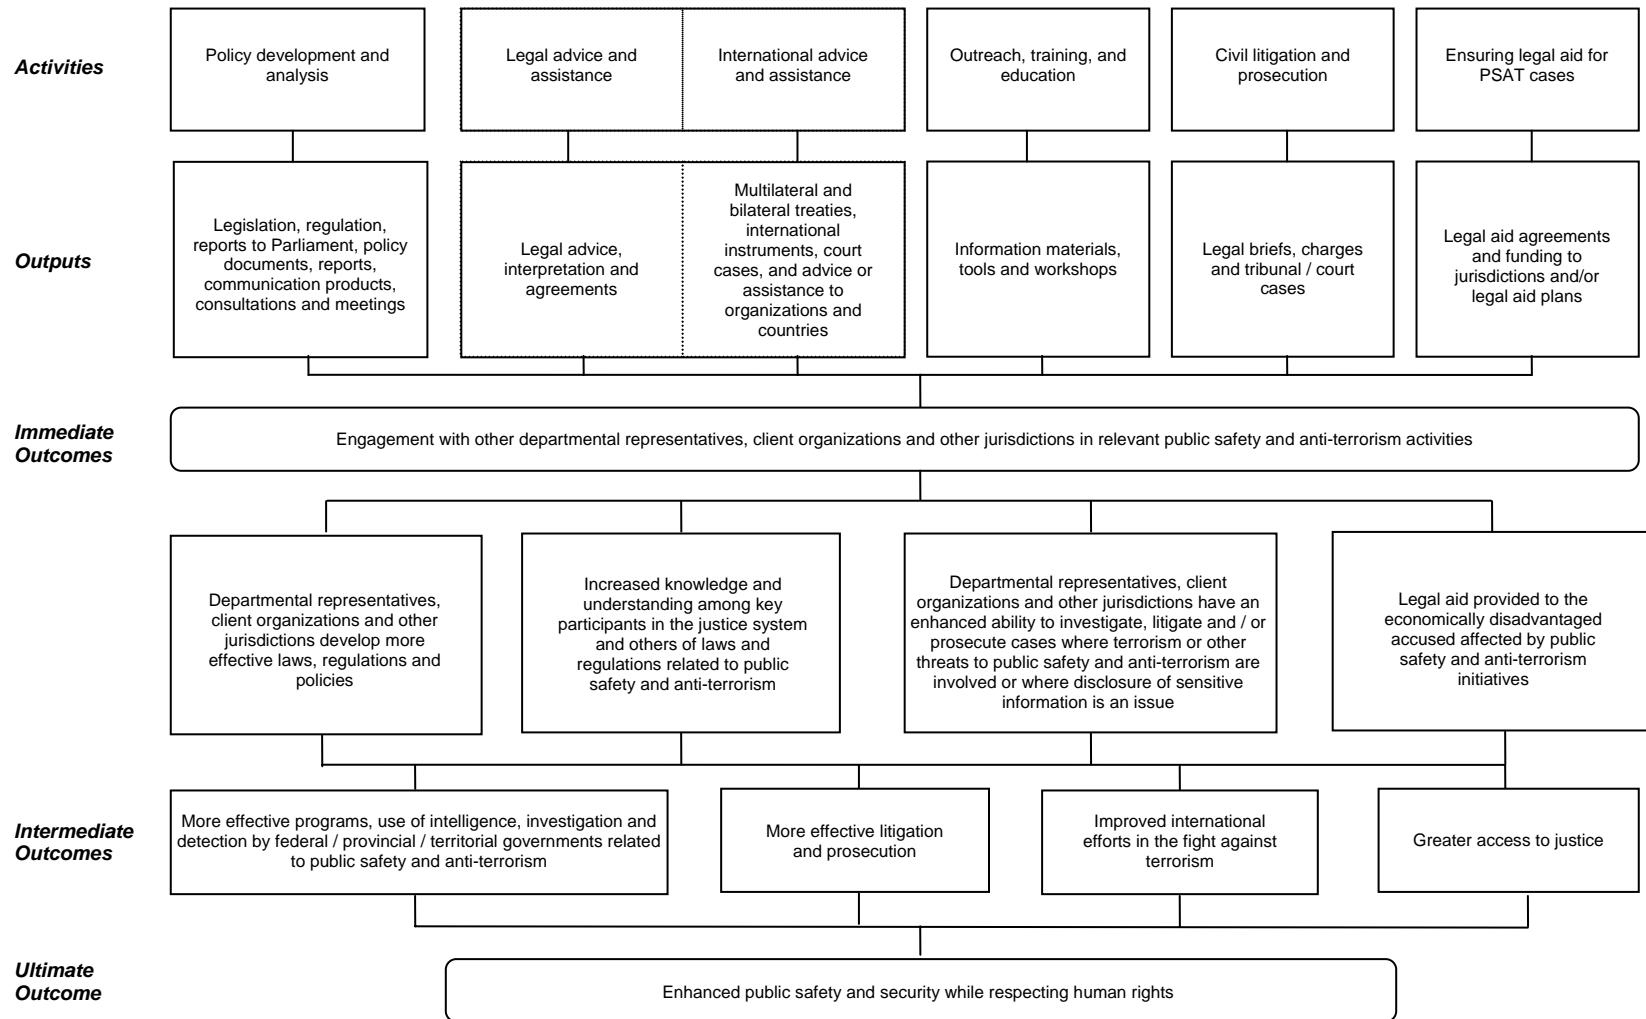 Activities
Policy development and
analysis
Legal advice and
assistance
International advice
and assistance
Outreach, training, and
education
Civil litigation and
prosecution
Ensuring legal aid for
PSAT cases
Outputs
Legislation, regulation,
reports to Parliament, policy
documents, reports,
communication products,
consultations and meetings
Legal advice,
interpretation and
agreements
Multilateral and
bilateral treaties,
international
instruments, court
cases, and advice or
assistance to
organizations and
countries
Information materials,
tools and workshops
Legal briefs, charges
and tribunal / court
cases
Legal aid agreements
and funding to
jurisdictions and/or
legal aid plans
Immediate
Outcomes
Engagement with other departmental representatives, client organizations and other jurisdictions in relevant public safety and anti-terrorism activities
Departmental representatives,
client organizations and other
jurisdictions develop more
effective laws, regulations and
policies
Increased knowledge and
understanding among key
participants in the justice system
and others of laws and
regulations related to public
safety and anti-terrorism
Departmental representatives, client
organizations and other jurisdictions have an
enhanced ability to investigate, litigate and / or
prosecute cases where terrorism or other
threats to public safety and anti-terrorism are
involved or where disclosure of sensitive
information is an issue
Legal aid provided to the
economically disadvantaged
accused affected by public
safety and anti-terrorism
initiatives
Intermediate
Outcomes
More effective programs, use of intelligence, investigation and
detection by federal / provincial / territorial governments related
to public safety and anti-terrorism
More effective litigation
and prosecution
Improved international
efforts in the fight against
terrorism
Greater access to justice
Ultimate
Outcome
Enhanced public safety and security while respecting human rights